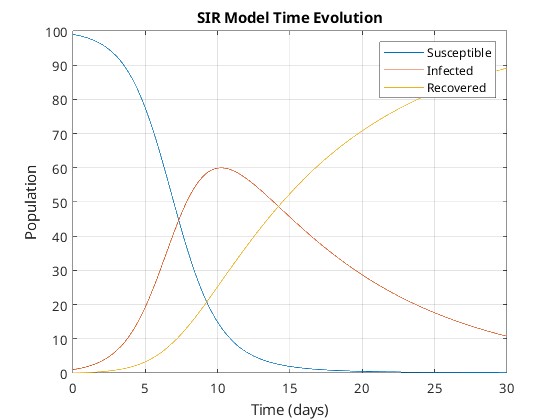 SIR Model Time Evolution
100
90
80
70
60
50
40
30
20
10
0
Population
Susceptible
Infected
Recovered
0 5 10 15 20 25 30
Time (days)